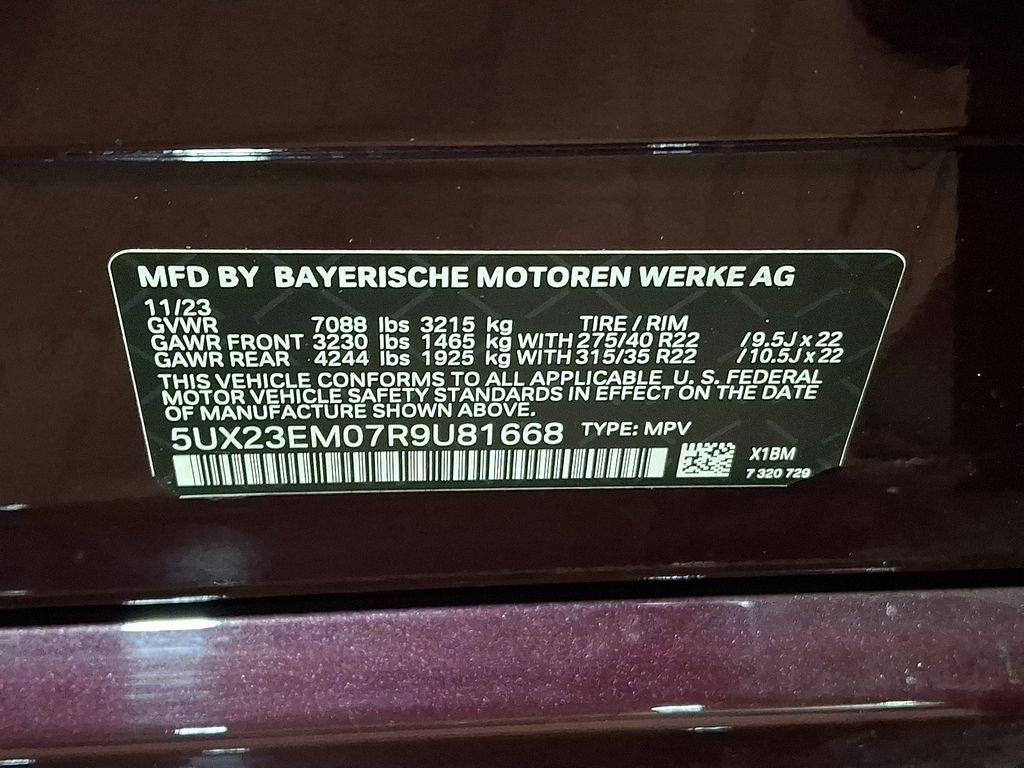 MFD BY BAYERISCHE MOTOREN WERKE AG
11/23
GVWR 7088 lbs 3215 kg TIRE / RIM
GAWR FRONT 3230 lbs 1465 kg WITH 275/40 R22 / 9.5J x 22
GAWR REAR 4244 lbs 1925 kg WITH 315/35 R22 / 10.5J x 22
THIS VEHICLE CONFORMS TO ALL APPLICABLE U. S. FEDERAL
MOTOR VEHICLE SAFETY STANDARDS IN EFFECT ON THE DATE
OF MANUFACTURE SHOWN ABOVE.
5UX23EM07R9U81668 TYPE: MPV
X1BM
7 320 729